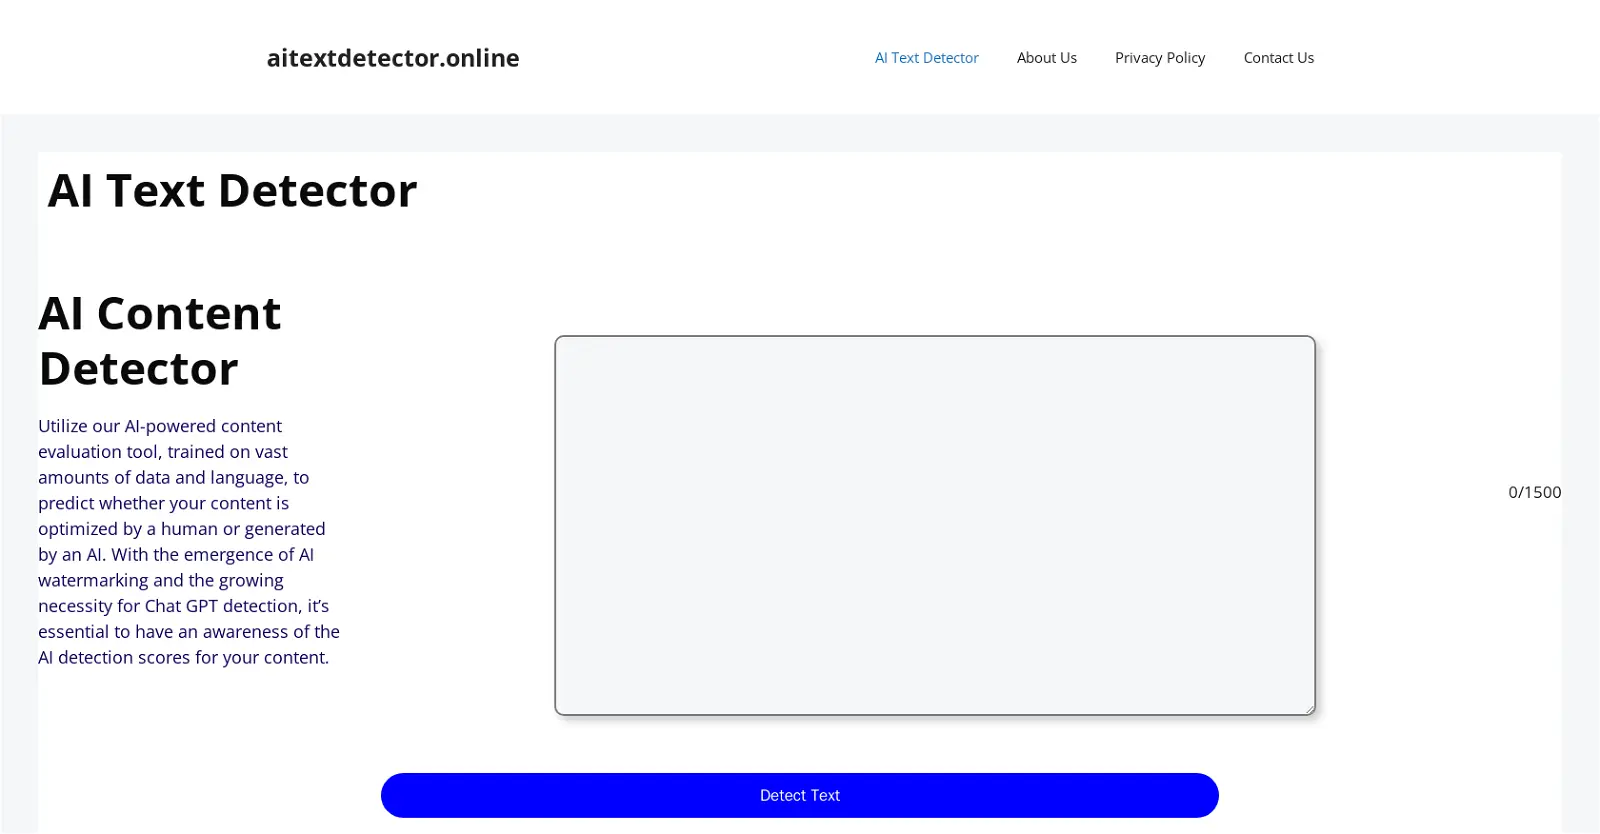 aitextdetector.online
AI Text Detector
About Us
Privacy Policy
Contact Us
AI Text Detector
AI Content
Detector
Utilize our AI-powered content
evaluation tool, trained on vast
amounts of data and language, to
predict whether your content is
optimized by a human or generated
by an AI. With the emergence of AI
watermarking and the growing
necessity for Chat GPT detection, it’s
essential to have an awareness of the
AI detection scores for your content.
0/1500
Detect Text